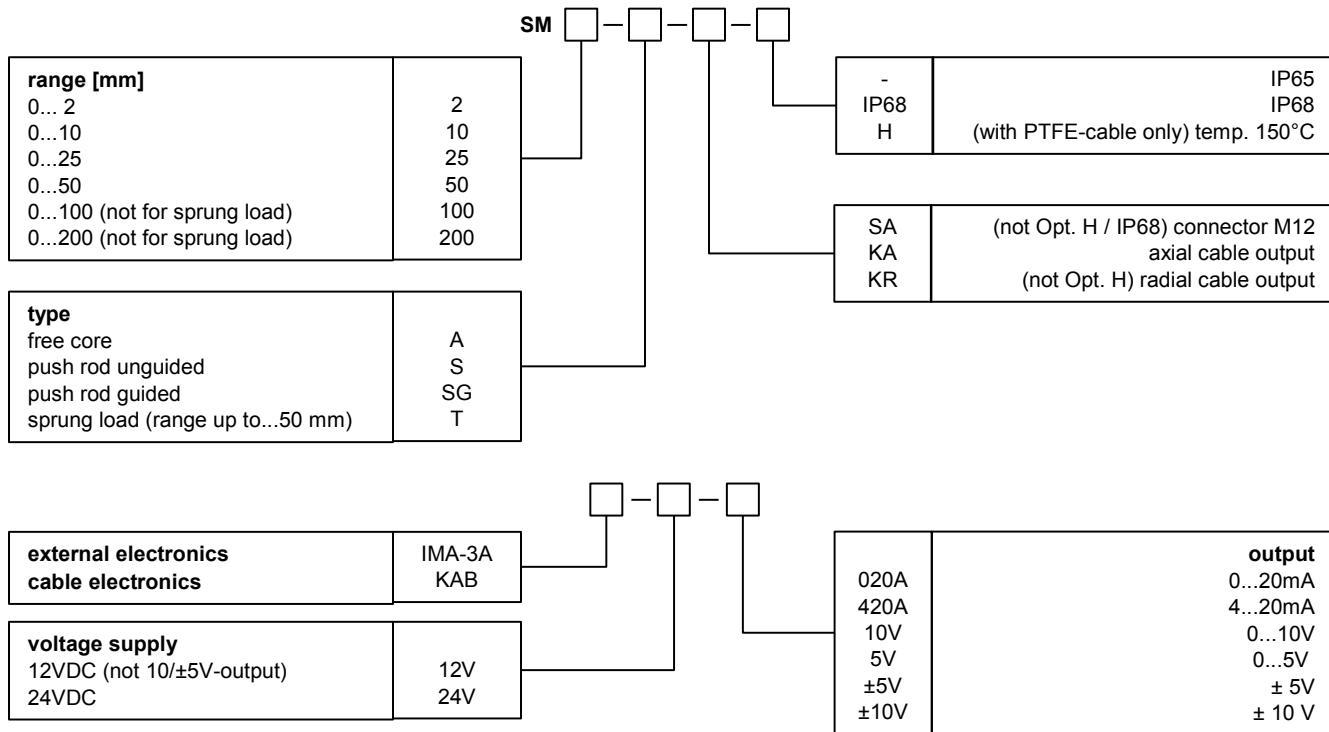 SM – – –
range [mm]
0... 2 2
0...10 10
0...25 25
0...50 50
0...100 (not for sprung load) 100
0...200 (not for sprung load) 200
- IP65
IP68 IP68
H (with PTFE-cable only) temp. 150°C
SA (not Opt. H / IP68) connector M12
KA axial cable output
KR (not Opt. H) radial cable output
type
free core A
push rod unguided S
push rod guided SG
sprung load (range up to...50 mm) T
– –
external electronics IMA-3A
cable electronics KAB
voltage supply
12VDC (not 10/±5V-output) 12V
24VDC 24V
output
020A 0...20mA
420A 4...20mA
10V 0...10V
5V 0...5V
±5V ± 5V
±10V ± 10 V